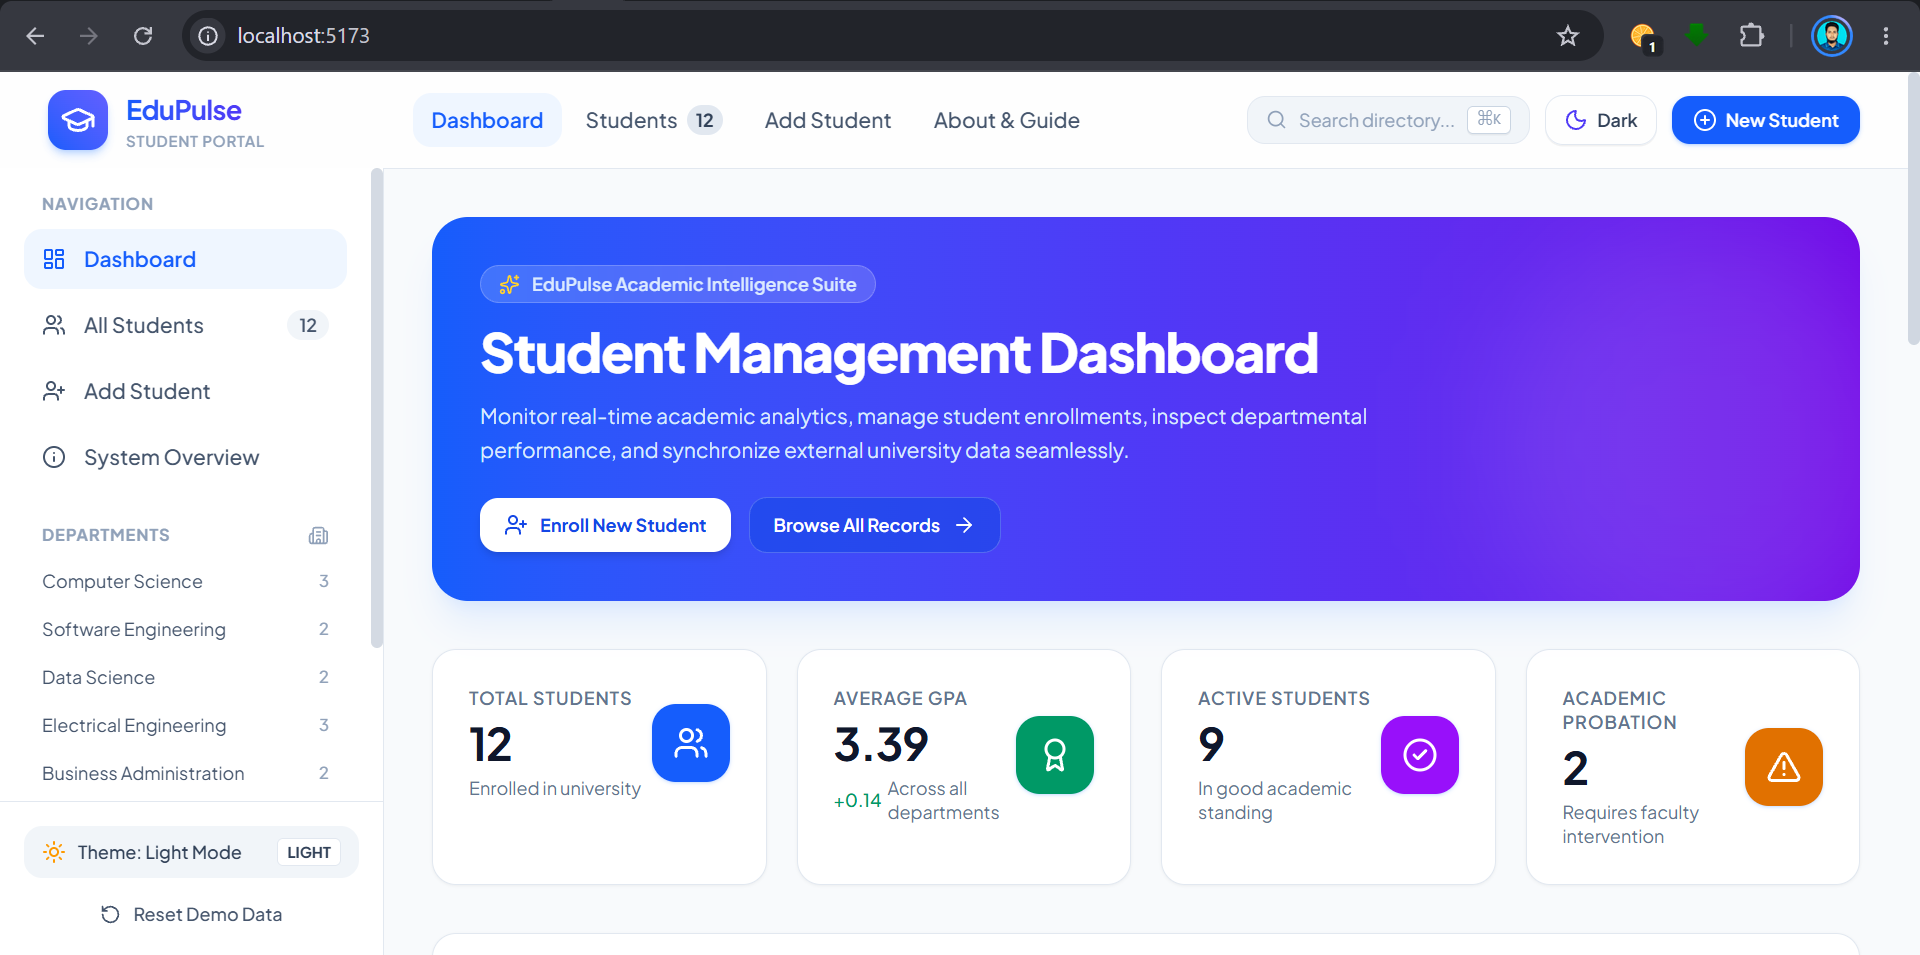 localhost:5173
1
EduPulse
STUDENT PORTAL
Dashboard
Students 12
Add Student
About & Guide
Search directory... ⌘K
Dark
New Student
NAVIGATION
Dashboard
All Students 12
Add Student
System Overview
DEPARTMENTS
Computer Science 3
Software Engineering 2
Data Science 2
Electrical Engineering 3
Business Administration 2
Theme: Light Mode LIGHT
Reset Demo Data
EduPulse Academic Intelligence Suite
Student Management Dashboard
Monitor real-time academic analytics, manage student enrollments, inspect departmental
performance, and synchronize external university data seamlessly.
Enroll New Student
Browse All Records
TOTAL STUDENTS
12
Enrolled in university
AVERAGE GPA
3.39
+0.14 Across all
departments
ACTIVE STUDENTS
9
In good academic
standing
ACADEMIC
PROBATION
2
Requires faculty
intervention